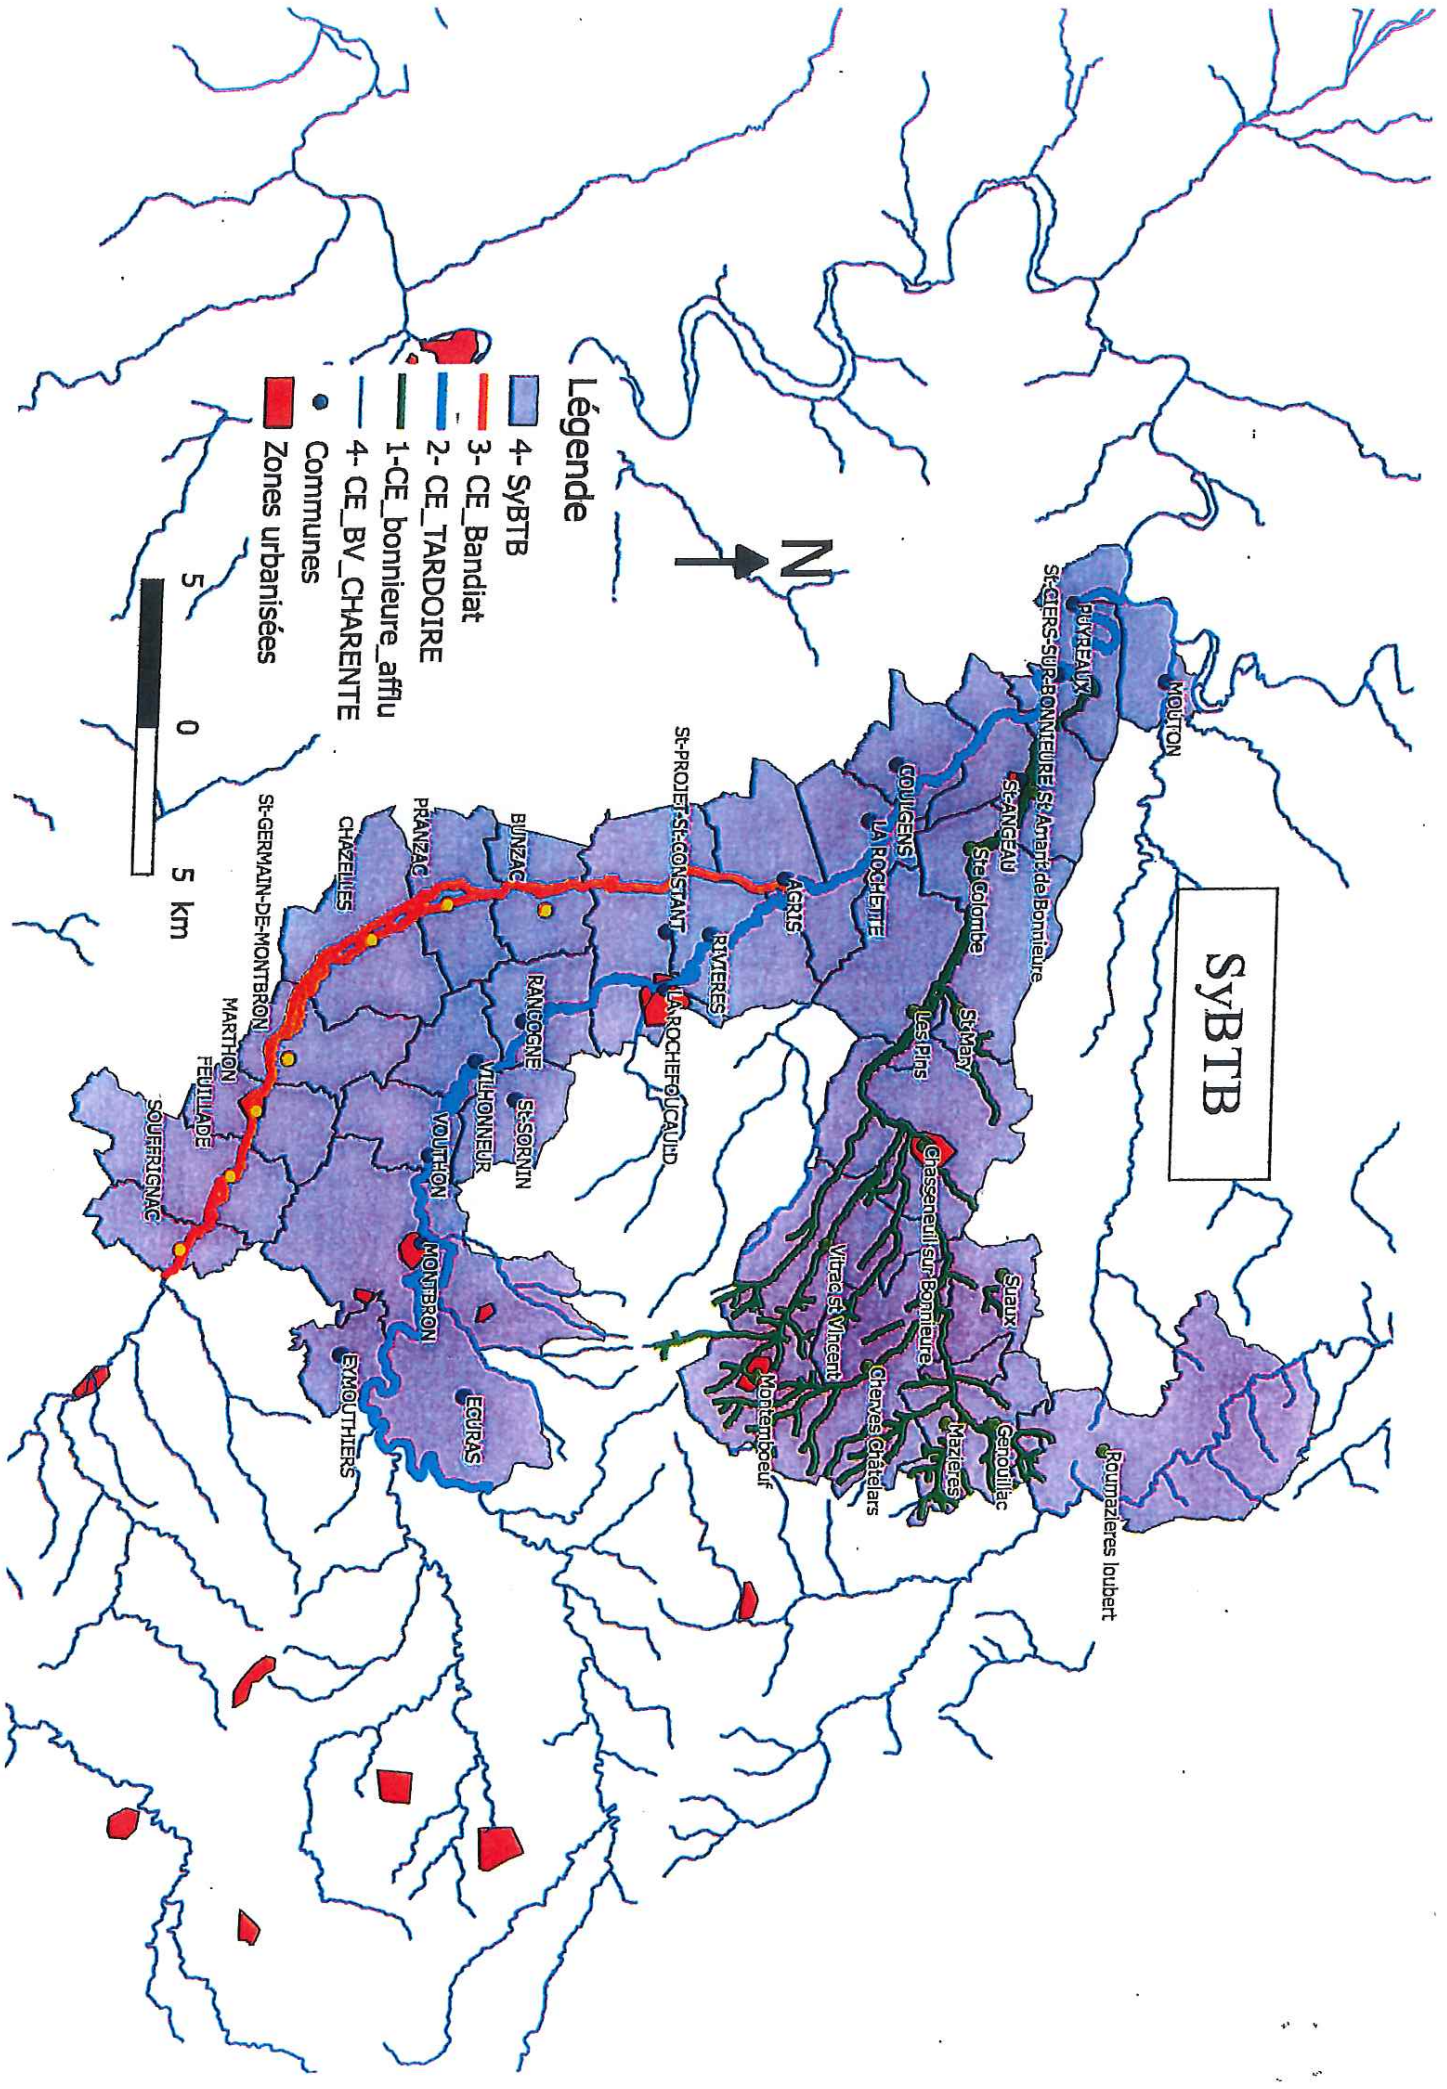 SyBTB
MOUTON
Roumazieres loubert
PUYREAUX
St-CIERS-SUR-BONNIEURE
St-Amant de Bonnieure
St-ANGEAU
Suaux
Genouillac
Ste Colombe
St-Mary
Mazieres
Chasseneuil sur Bonnieure
Les Pins
COULGENS
LA ROCHETTE
Cherves Châtelars
Vitrac st Vincent
N
AGRIS
Montemboeuf
RIVIERES
St-PROJET-St-CONSTANT
LA ROCHEFOUCAULD
RANCOGNE
St-SORNIN
BUNZAC
VILHONNEUR
ECURAS
VOUTHON
MONTBRON
PRANZAC
EYMOUTHIERS
CHAZELLES
St-GERMAIN-DE-MONTBRON
MARTHON
FEUILLADE
SOUFFRIGNAC
Légende
4- SyBTB
3- CE_Bandiat
2- CE_TARDOIRE
1-CE_bonnieure_afflu
4- CE_BV_CHARENTE
Communes
Zones urbanisées
5 0 5 km